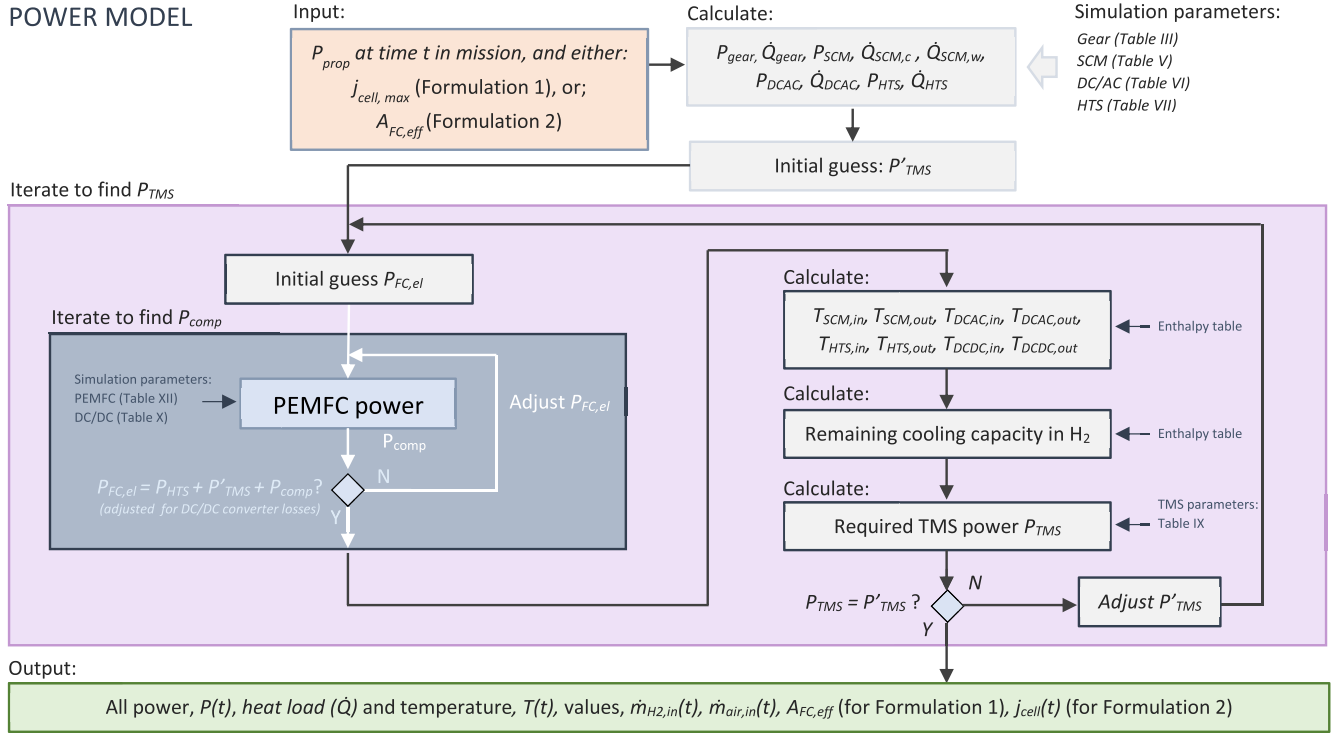 POWER MODEL
Input:
P_prop at time t in mission, and either:
j_cell, max (Formulation 1), or;
A_FC,eff (Formulation 2)
Calculate:
P_gear, Q̇_gear, P_SCM, Q̇_SCM,c , Q̇_SCM,w,
P_DCAC, Q̇_DCAC, P_HTS, Q̇_HTS
Simulation parameters:
Gear (Table III)
SCM (Table V)
DC/AC (Table VI)
HTS (Table VII)
Initial guess: P’_TMS
Iterate to find P_TMS
Initial guess P_FC,el
Iterate to find P_comp
Simulation parameters:
PEMFC (Table XII)
DC/DC (Table X)
PEMFC power
Adjust P_FC,el
P_comp
N
P_FC,el = P_HTS + P’_TMS + P_comp?
(adjusted for DC/DC converter losses)
Y
Calculate:
T_SCM,in, T_SCM,out, T_DCAC,in, T_DCAC,out,
T_HTS,in, T_HTS,out, T_DCDC,in, T_DCDC,out
Enthalpy table
Calculate:
Remaining cooling capacity in H₂
Enthalpy table
Calculate:
Required TMS power P_TMS
TMS parameters:
Table IX
P_TMS = P’_TMS ?
N
Adjust P’_TMS
Y
Output:
All power, P(t), heat load (Q̇) and temperature, T(t), values, ṁ_H2,in(t), ṁ_air,in(t), A_FC,eff (for Formulation 1), j_cell(t) (for Formulation 2)